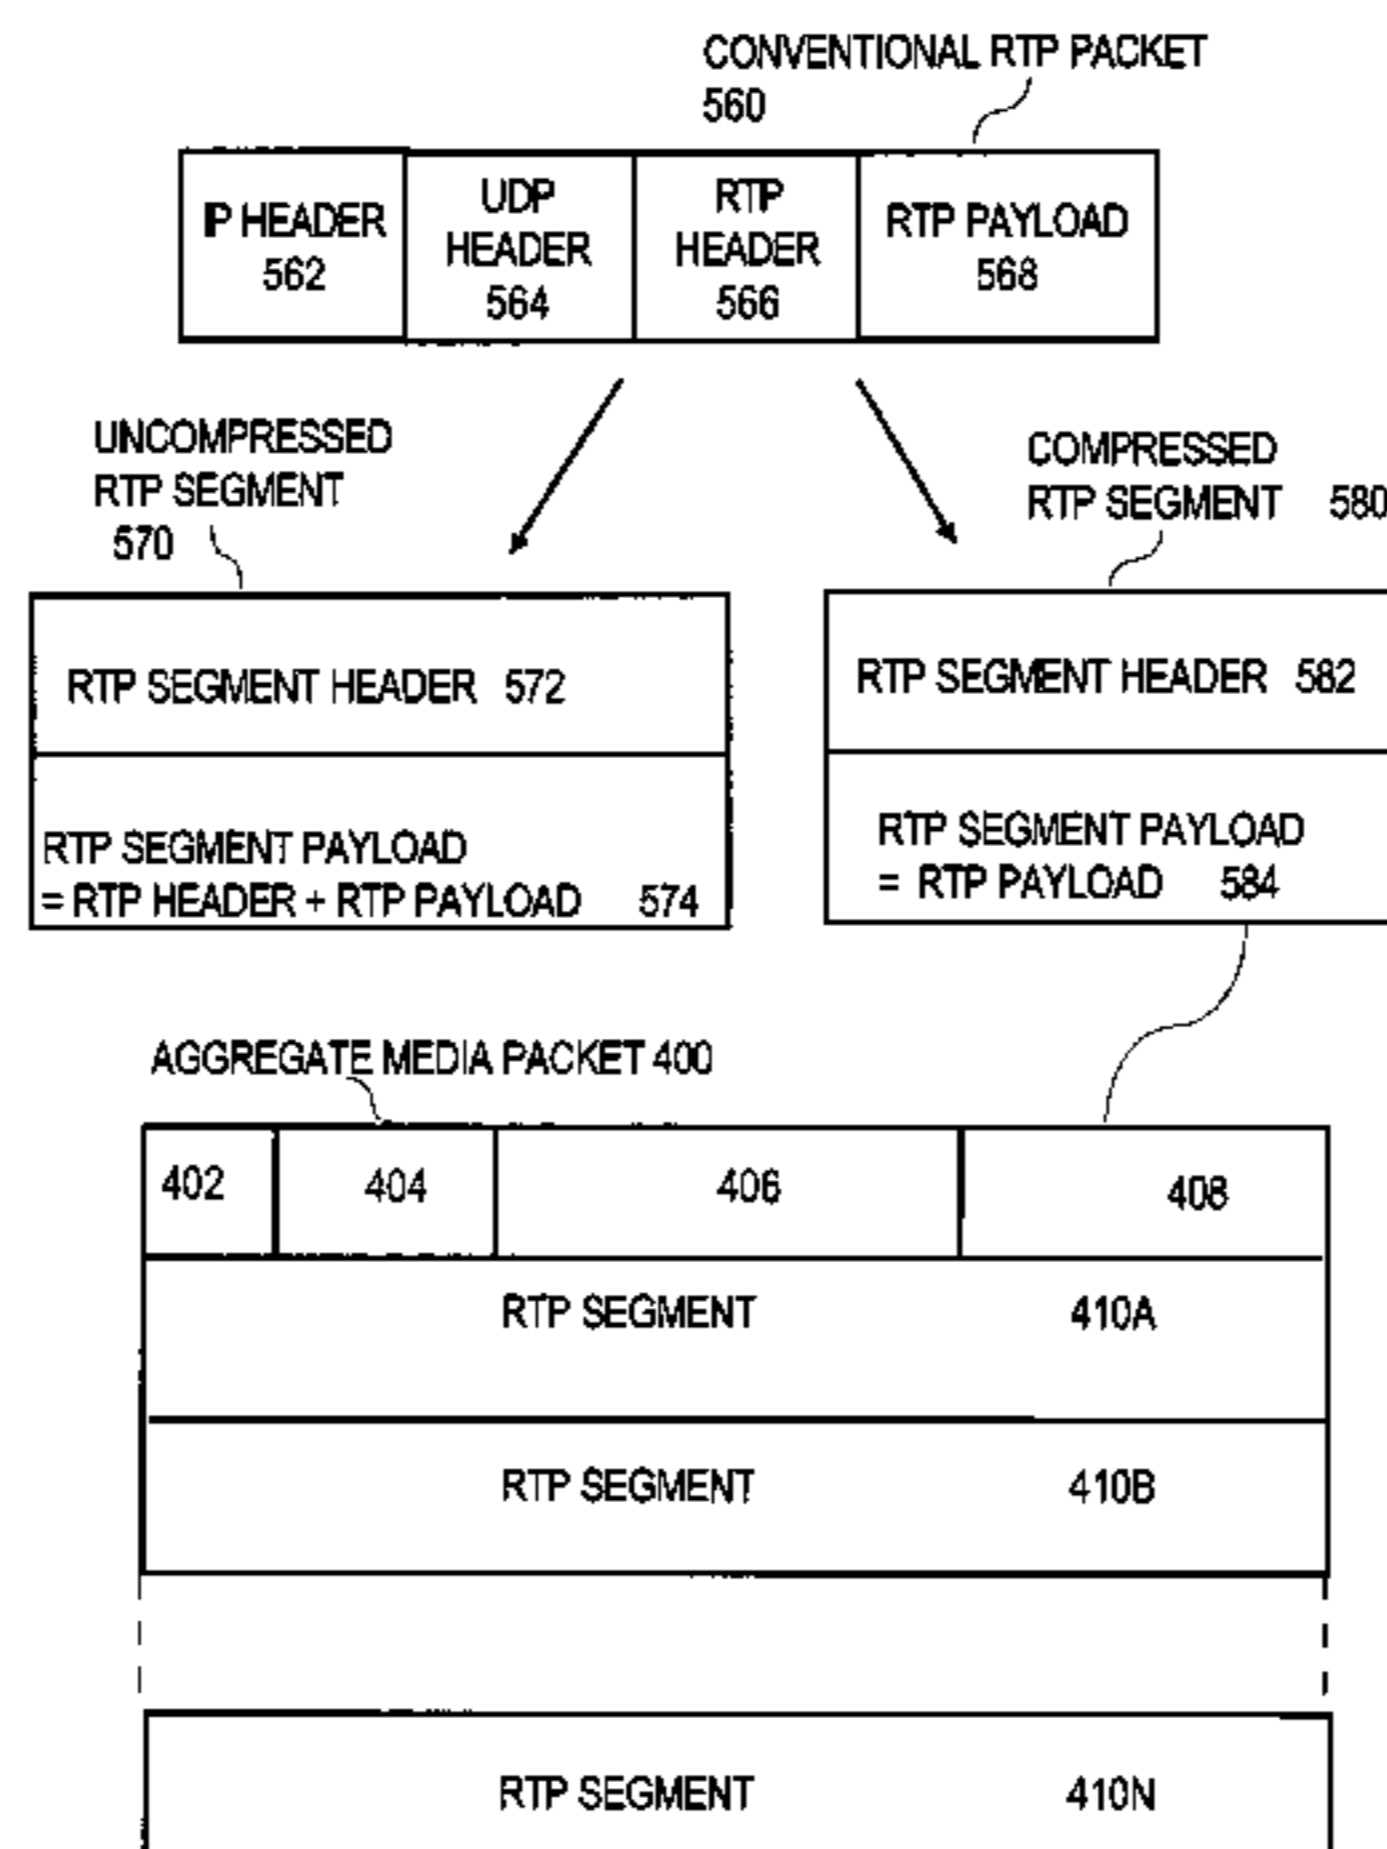 CONVENTIONAL RTP PACKET
560
IP HEADER
562
UDP
HEADER
564
RTP
HEADER
566
RTP PAYLOAD
568
UNCOMPRESSED
RTP SEGMENT
570
COMPRESSED
RTP SEGMENT 580
RTP SEGMENT HEADER 572
RTP SEGMENT PAYLOAD
= RTP HEADER + RTP PAYLOAD 574
RTP SEGMENT HEADER 582
RTP SEGMENT PAYLOAD
= RTP PAYLOAD 584
AGGREGATE MEDIA PACKET 400
402 404 406 408
RTP SEGMENT 410A
RTP SEGMENT 410B
RTP SEGMENT 410N